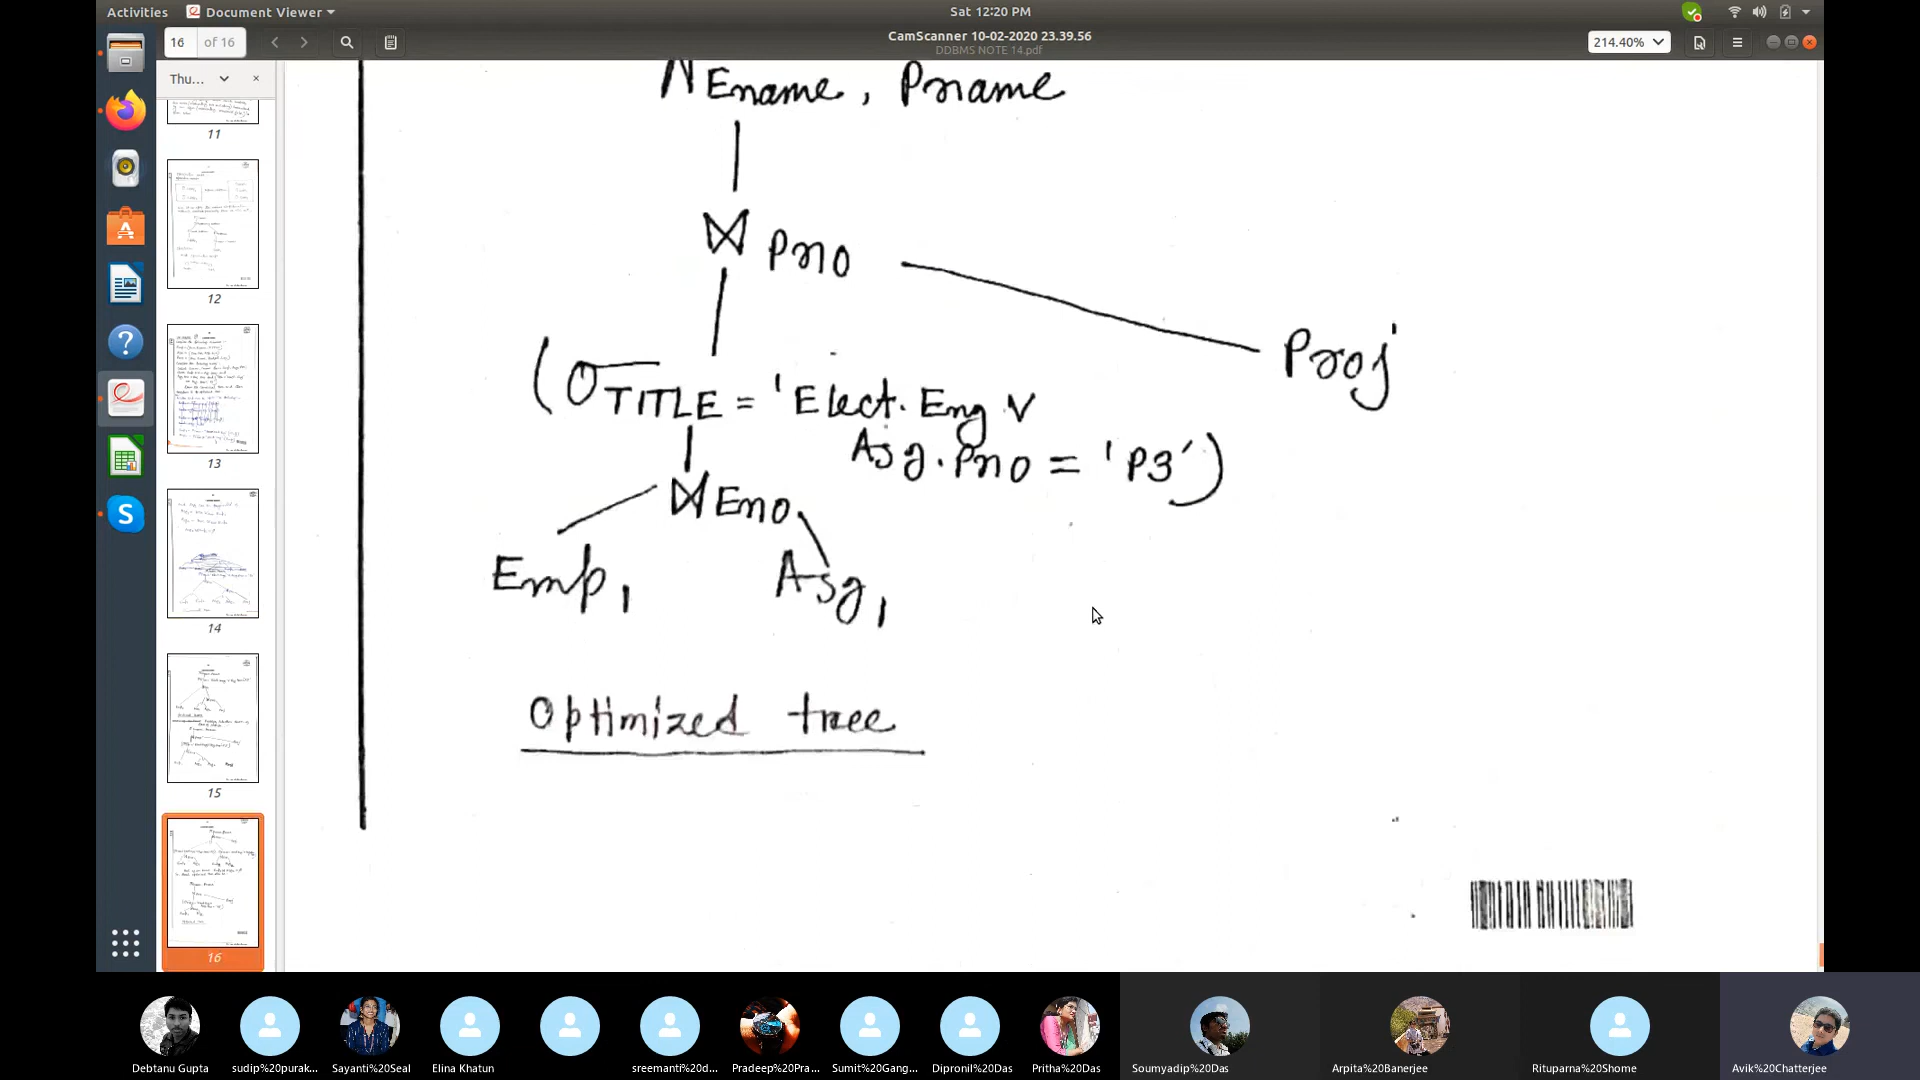 Activities
Document Viewer
Sat 12:20 PM
16
of 16
CamScanner 10-02-2020 23.39.56
DDBMS NOTE 14.pdf
214.40%
Thu...
11
12
13
14
15
16
π Ename, Pname
⋈ Pno
Proj
(σ TITLE = 'Elect. Eng ∨
Asg. Pno = 'P3')
⋈ Eno
Emp1
Asg1
Optimized tree
Debtanu Gupta
sudip%20purak...
Sayanti%20Seal
Elina Khatun
sreemanti%20d...
Pradeep%20Pra...
Sumit%20Gang...
Dipronil%20Das
Pritha%20Das
Soumyadip%20Das
Arpita%20Banerjee
Rituparna%20Shome
Avik%20Chatterjee